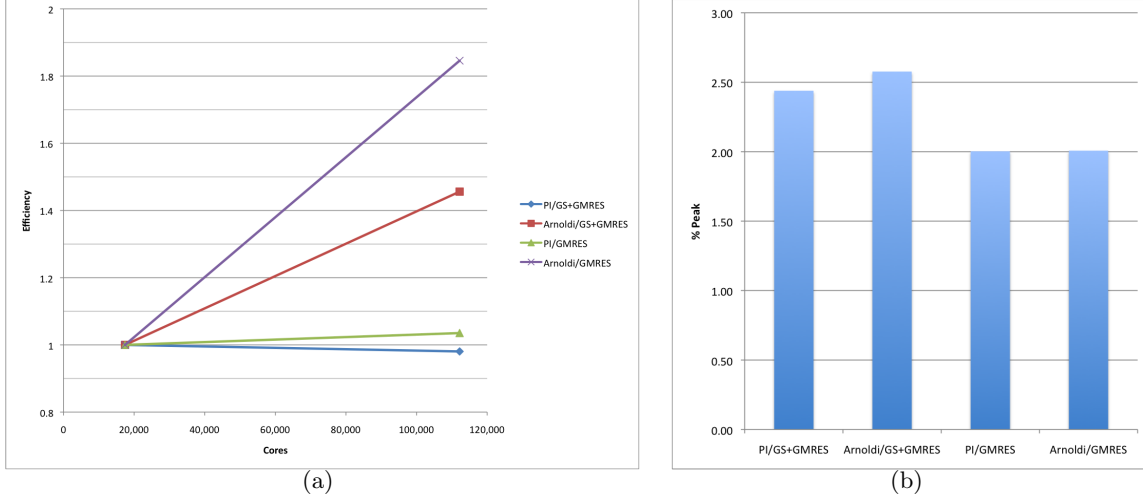 2
1.8
1.6
1.4
1.2
1
0.8
Efficiency
0
20,000
40,000
60,000
80,000
100,000
120,000
Cores
PI/GS+GMRES
Arnoldi/GS+GMRES
PI/GMRES
Arnoldi/GMRES
(a)
3.00
2.50
2.00
1.50
1.00
0.50
0.00
% Peak
PI/GS+GMRES
Arnoldi/GS+GMRES
PI/GMRES
Arnoldi/GMRES
(b)